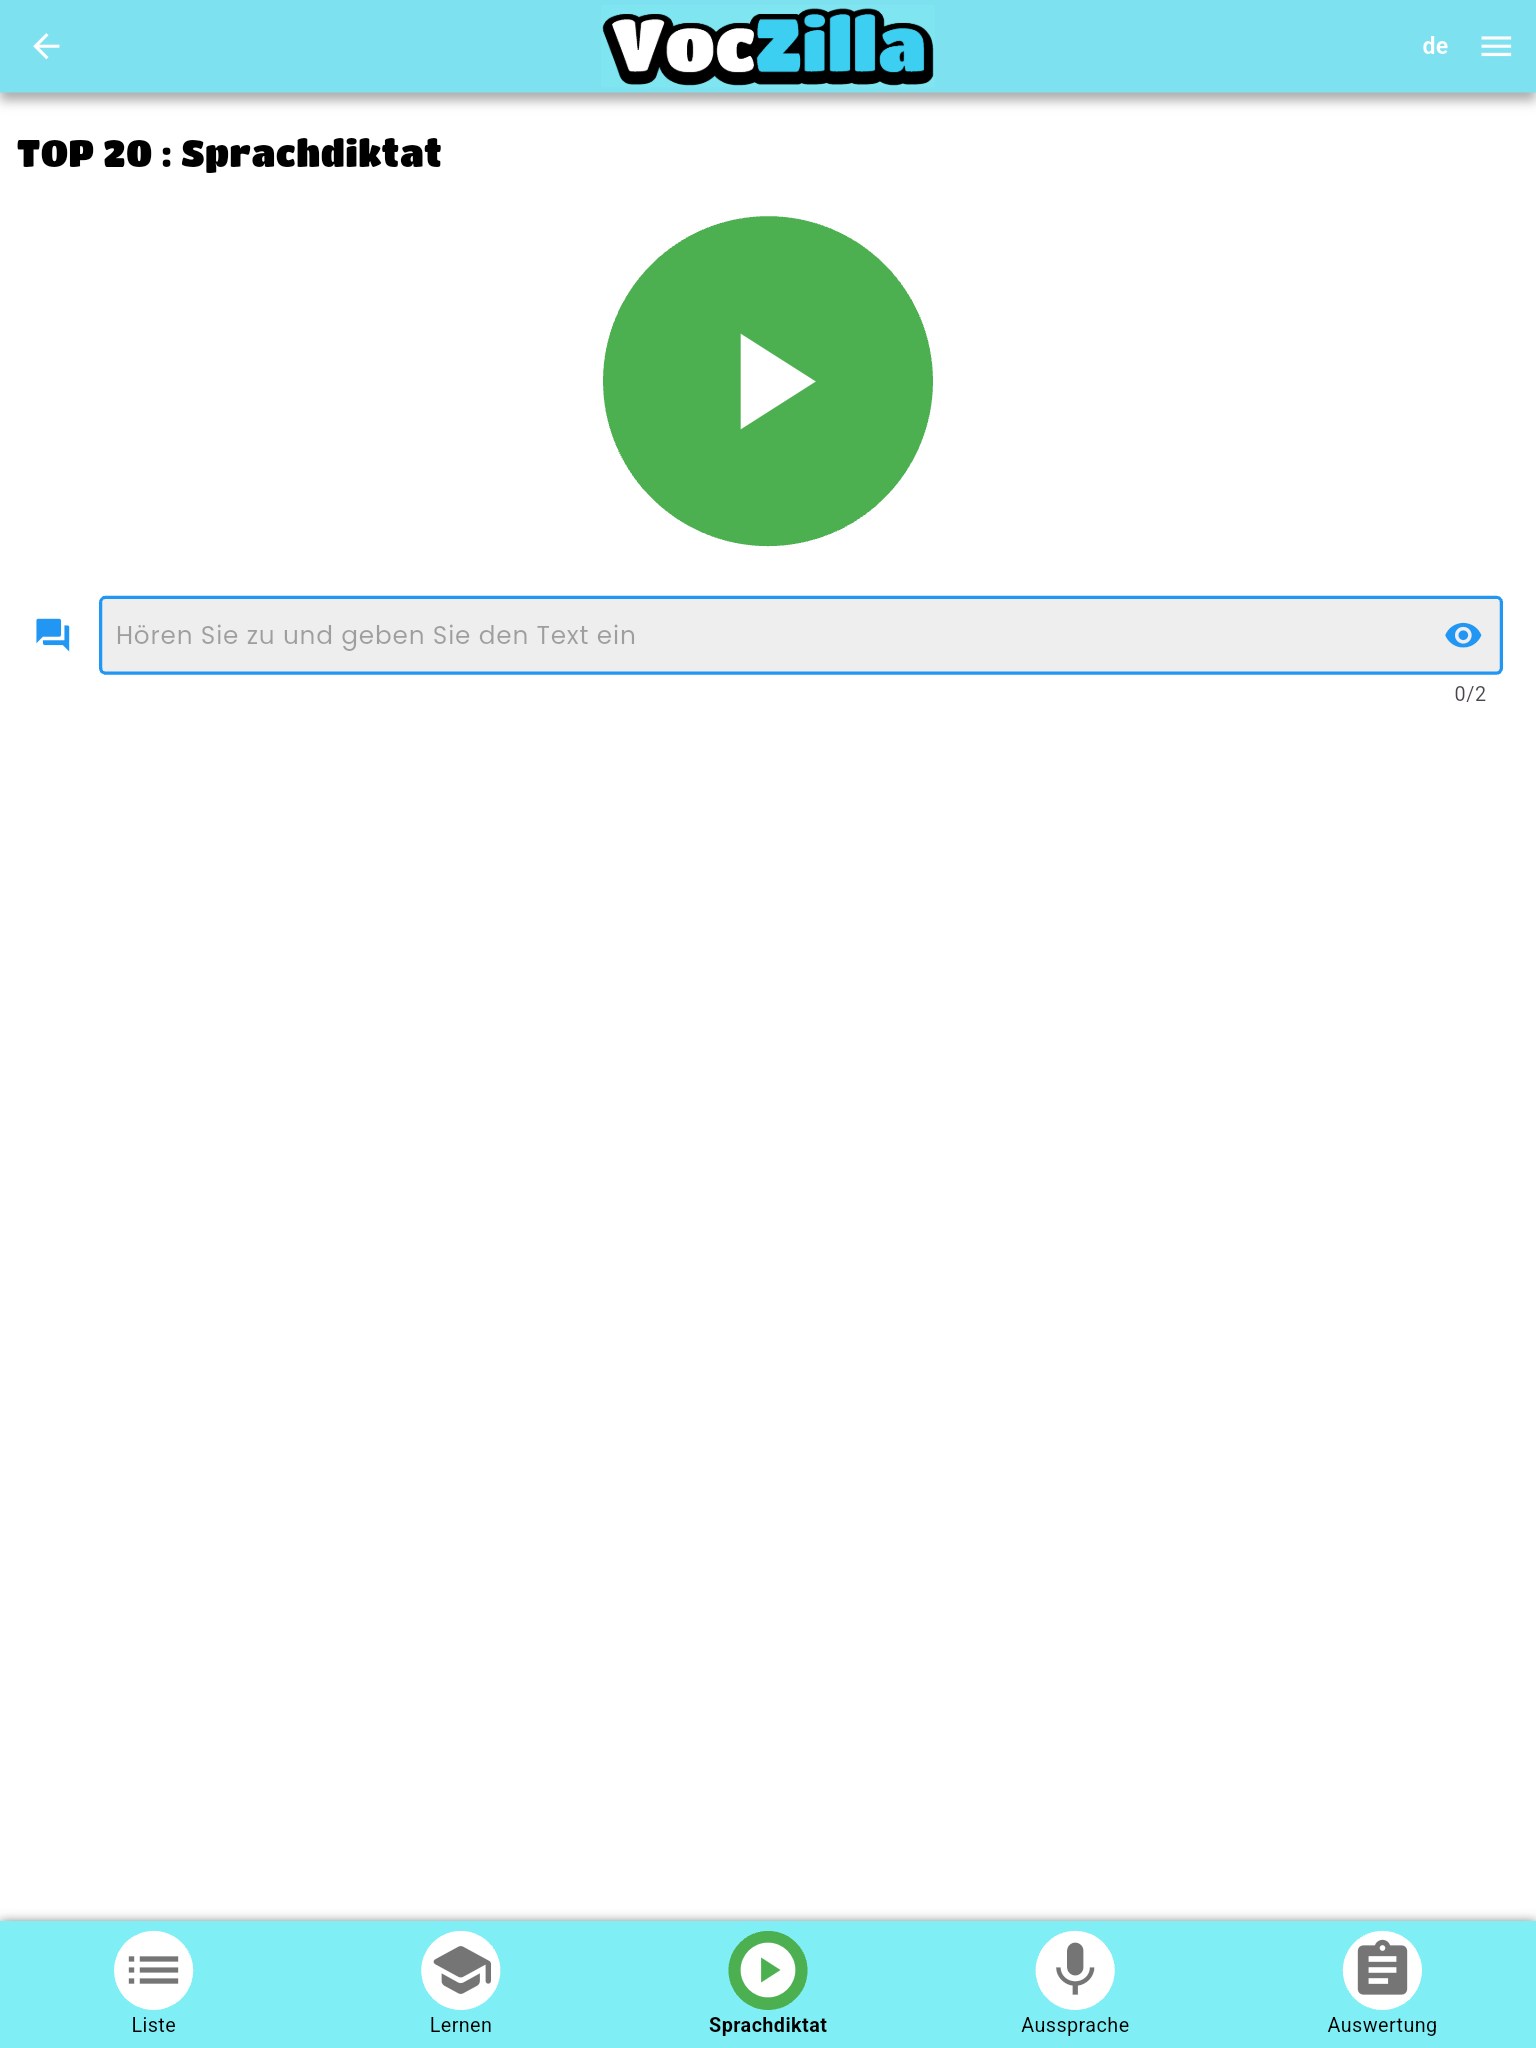 VocZilla
de
TOP 20 : Sprachdiktat
Hören Sie zu und geben Sie den Text ein
0/2
Liste
Lernen
Sprachdiktat
Aussprache
Auswertung